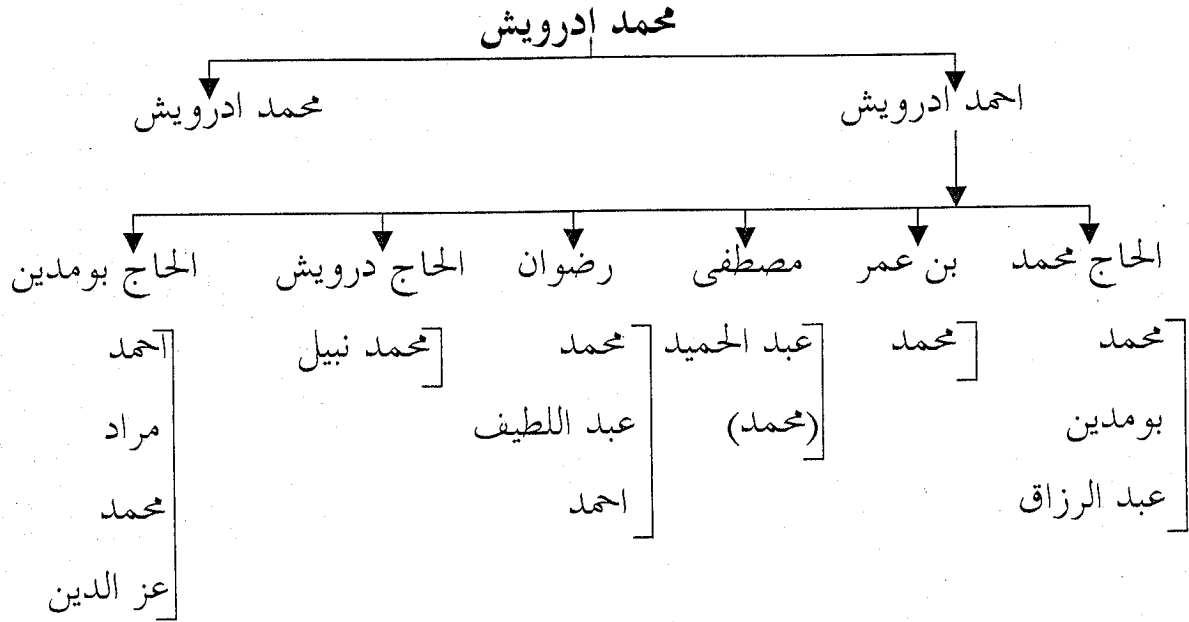 محمد ادرويش
احمد ادرويش محمد ادرويش
الحاج محمد بن عمر مصطفى رضوان الحاج درويش الحاج بومدين
محمد محمد عبد الحميد محمد محمد نبيل احمد
بومدين (محمد) عبد اللطيف مراد
عبد الرزاق احمد محمد
عز الدين